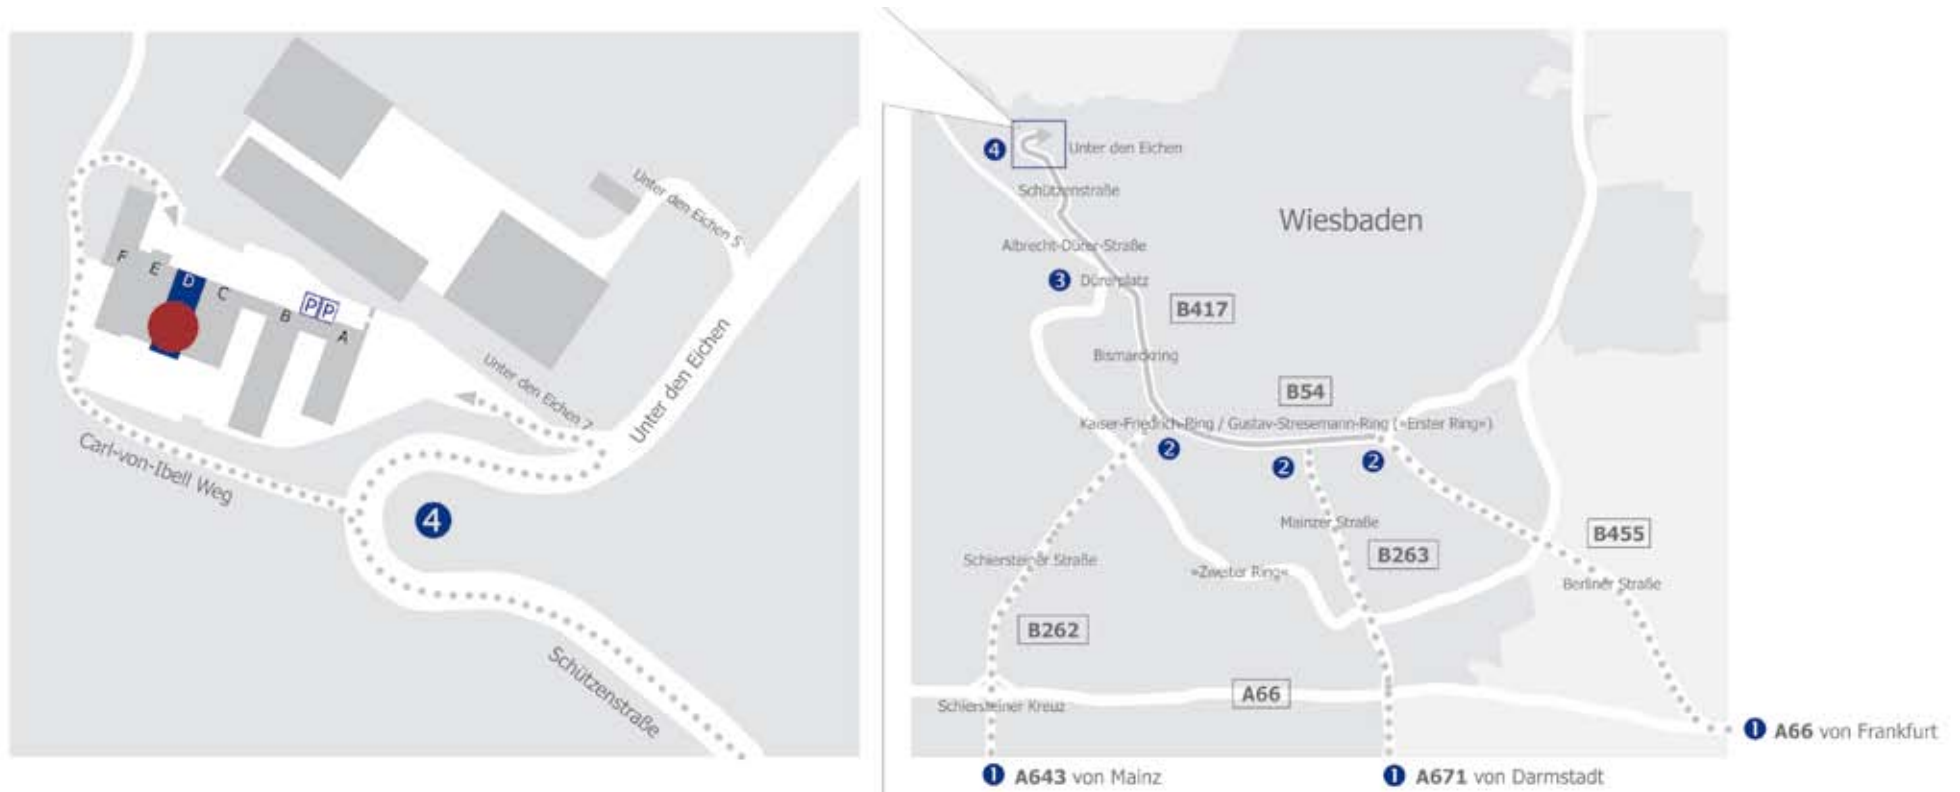 Unter den Eichen 5
F
E
D
C
P P
B
A
Unter den Eichen 7
Unter den Eichen
Carl-von-Ibell Weg
4
Schützenstraße
4
Unter den Eichen
Schützenstraße
Wiesbaden
Albrecht-Dürer-Straße
3 Dürerplatz
B417
Bismarckring
B54
Kaiser-Friedrich-Ring / Gustav-Stresemann-Ring (»Erster Ring«)
2
2
2
Mainzer Straße
B455
B263
Schiersteiner Straße
»Zweiter Ring«
Berliner Straße
B262
A66
Schiersteiner Kreuz
1 A66 von Frankfurt
1 A643 von Mainz
1 A671 von Darmstadt